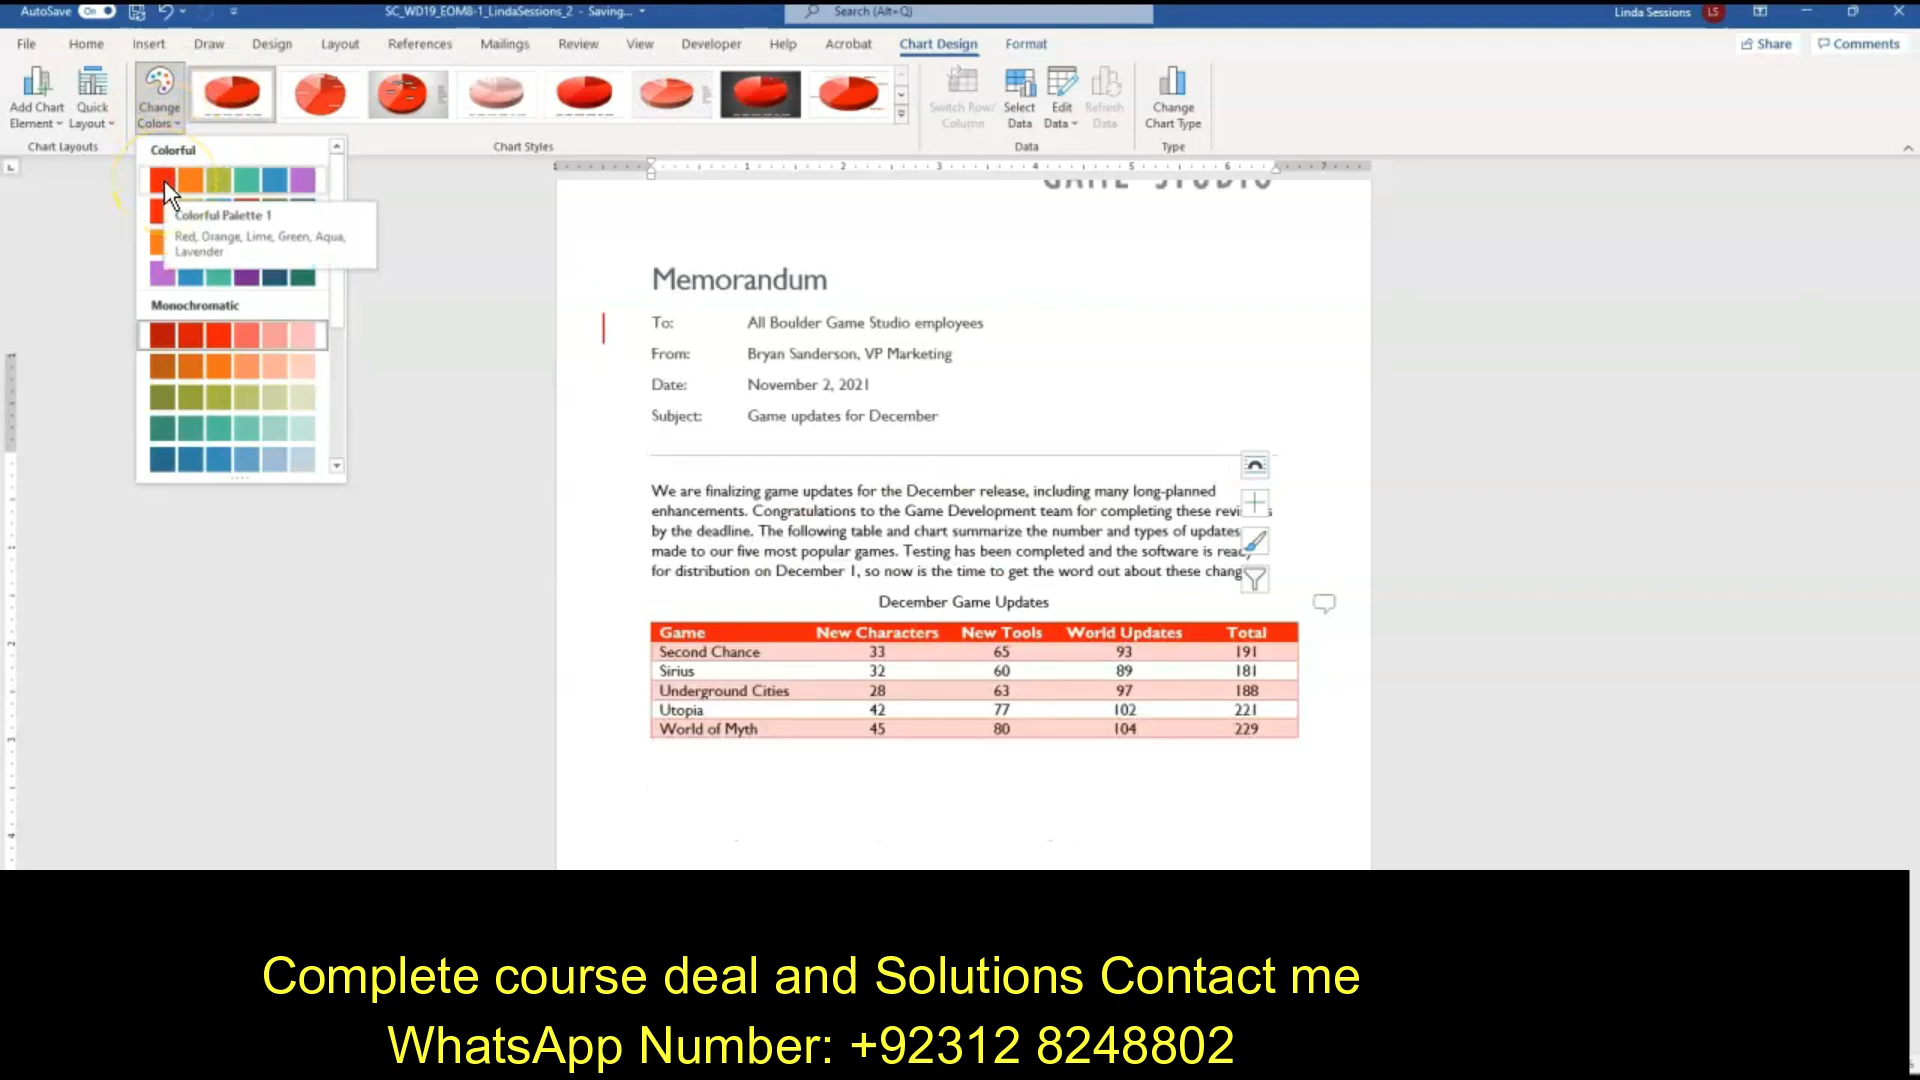 AutoSave On SC_WD19_EOM8-1_LindaSessions_2 - Saving... Search (Alt+Q) Linda Sessions LS
File Home Insert Draw Design Layout References Mailings Review View Developer Help Acrobat Chart Design Format Share Comments
Add Chart Element Quick Layout Change Colors Switch Row/ Column Select Data Edit Data Refresh Data Change Chart Type
Chart Layouts Chart Styles Data Type
Colorful
Colorful Palette 1
Red, Orange, Lime, Green, Aqua,
Lavender
Monochromatic
GAME STUDIO
Memorandum
To: All Boulder Game Studio employees
From: Bryan Sanderson, VP Marketing
Date: November 2, 2021
Subject: Game updates for December
We are finalizing game updates for the December release, including many long-planned
enhancements. Congratulations to the Game Development team for completing these
by the deadline. The following table and chart summarize the number and types of updates
made to our five most popular games. Testing has been completed and the software is
for distribution on December 1, so now is the time to get the word out about these
December Game Updates
Game New Characters New Tools World Updates Total
Second Chance 33 65 93 191
Sirius 32 60 89 181
Underground Cities 28 63 97 188
Utopia 42 77 102 221
World of Myth 45 80 104 229
Complete course deal and Solutions Contact me
WhatsApp Number: +92312 8248802